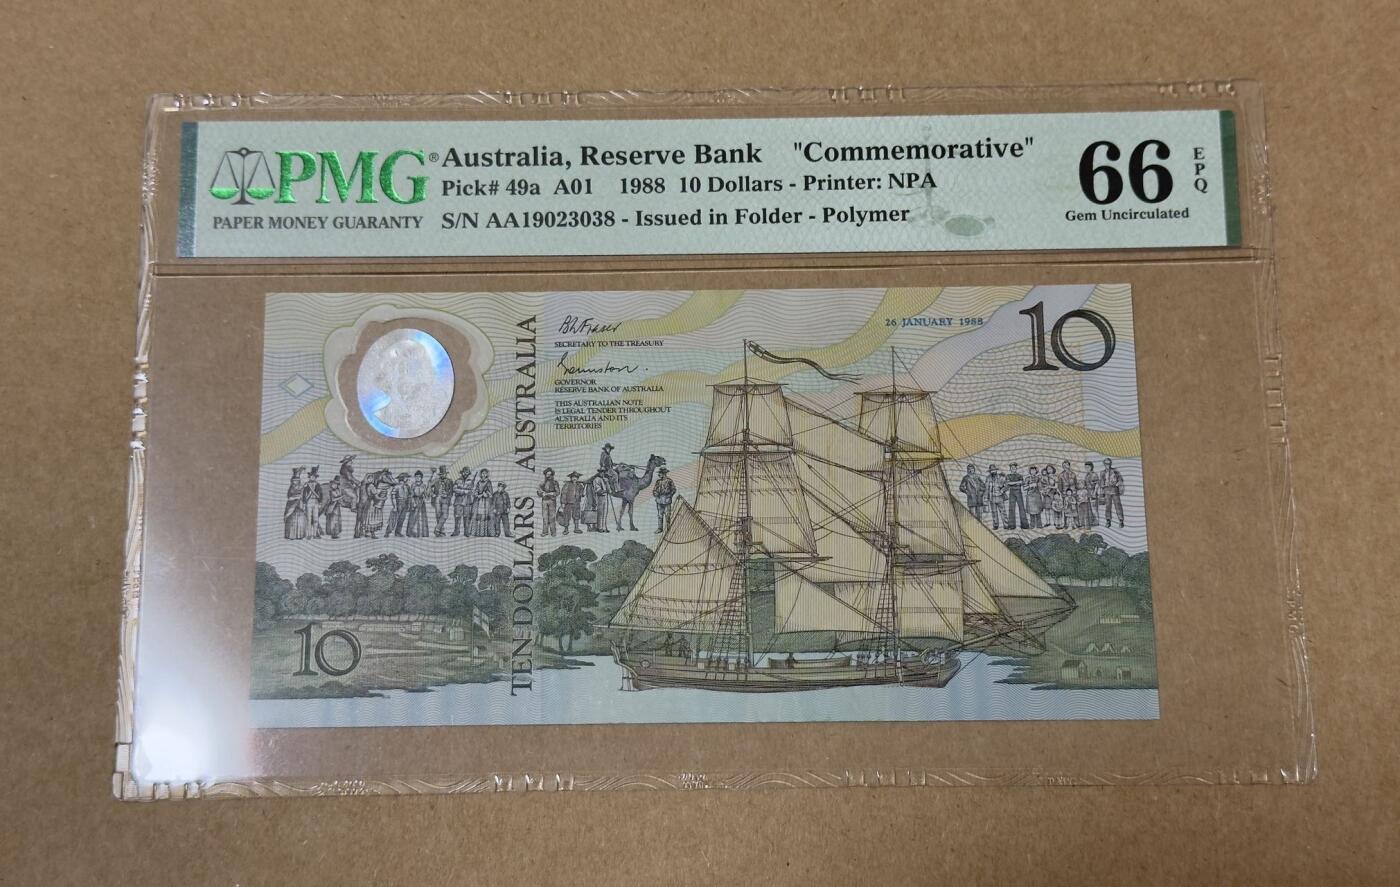 PMG®
PAPER MONEY GUARANTY
Australia, Reserve Bank "Commemorative"
Pick# 49a A01 1988 10 Dollars - Printer: NPA
S/N AA19023038 - Issued in Folder - Polymer
66
EPQ
Gem Uncirculated
SECRETARY TO THE TREASURY
GOVERNOR
RESERVE BANK OF AUSTRALIA
THIS AUSTRALIAN NOTE
IS LEGAL TENDER THROUGHOUT
AUSTRALIA AND ITS
TERRITORIES
26 JANUARY 1988
10
TEN DOLLARS AUSTRALIA
10